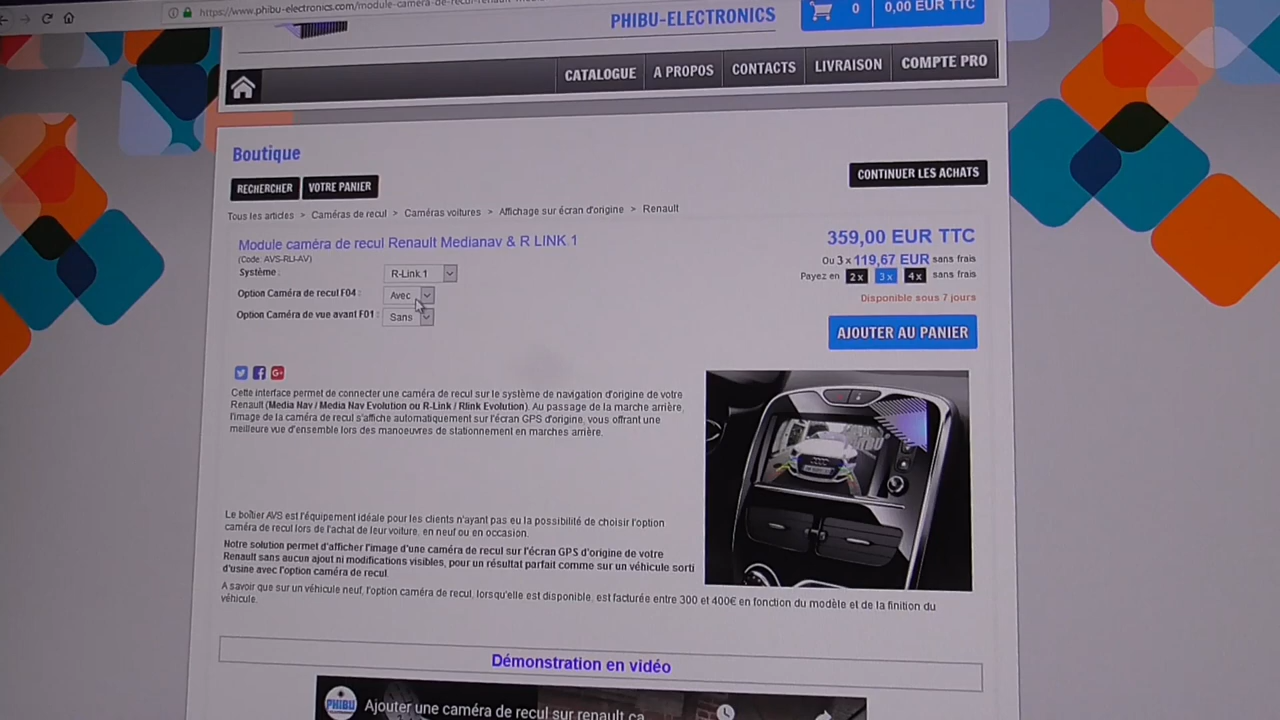 https://www.phibu-electronics.com/module-camera-de-recul-renault-
PHIBU-ELECTRONICS
0
0,00 EUR TTC
CATALOGUE
A PROPOS
CONTACTS
LIVRAISON
COMPTE PRO
Boutique
RECHERCHER
VOTRE PANIER
CONTINUER LES ACHATS
Tous les articles > Caméras de recul > Caméras voitures > Affichage sur écran d'origine > Renault
Module caméra de recul Renault Medianav & R LINK 1
359,00 EUR TTC
(Code: AVS-RLI-AV)
Ou 3 x 119,67 EUR sans frais
Système :
R-Link 1
Payez en 2x 3x 4x sans frais
Option Caméra de recul F04 :
Avec
Disponible sous 7 jours
Option Caméra de vue avant F01 :
Sans
AJOUTER AU PANIER
Cette interface permet de connecter une caméra de recul sur le système de navigation d'origine de votre
Renault (Media Nav / Media Nav Evolution ou R-Link / Rlink Evolution). Au passage de la marche arrière,
l'image de la caméra de recul s'affiche automatiquement sur l'écran GPS d'origine, vous offrant une
meilleure vue d'ensemble lors des manoeuvres de stationnement en marches arrière.
Le boîtier AVS est l'équipement idéale pour les clients n'ayant pas eu la possibilité de choisir l'option
caméra de recul lors de l'achat de leur voiture, en neuf ou en occasion.
Notre solution permet d'afficher l'image d'une caméra de recul sur l'écran GPS d'origine de votre
Renault sans aucun ajout ni modifications visibles, pour un résultat parfait comme sur un véhicule sorti
d'usine avec l'option caméra de recul.
A savoir que sur un véhicule neuf, l'option caméra de recul, lorsqu'elle est disponible, est facturée entre 300 et 400€ en fonction du modèle et de la finition du
véhicule.
Démonstration en vidéo
PHIBU
Ajouter une caméra de recul sur renault ca